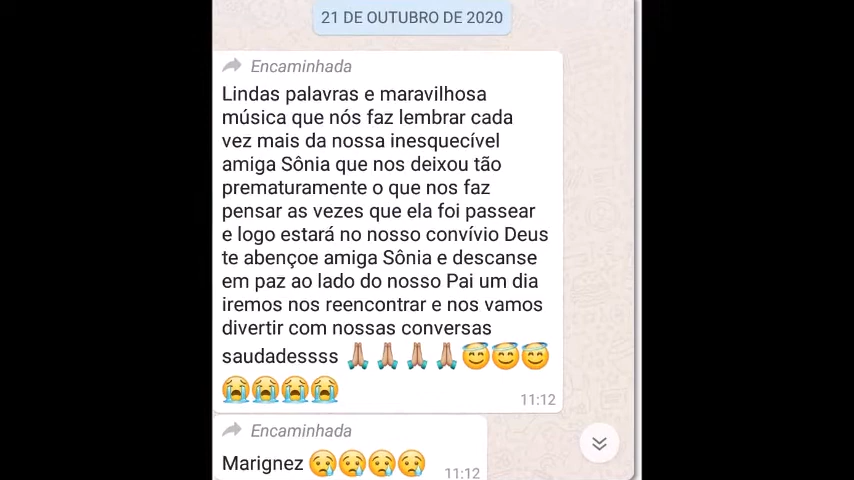 21 DE OUTUBRO DE 2020
Encaminhada
Lindas palavras e maravilhosa
música que nós faz lembrar cada
vez mais da nossa inesquecível
amiga Sônia que nos deixou tão
prematuramente o que nos faz
pensar as vezes que ela foi passear
e logo estará no nosso convívio Deus
te abençoe amiga Sônia e descanse
em paz ao lado do nosso Pai um dia
iremos nos reencontrar e nos vamos
divertir com nossas conversas
saudadessss 🙏🏼🙏🏼🙏🏼🙏🏼😇😇😇
😭😭😭😭
11:12
Encaminhada
Marignez 😢😢😢😢
11:12